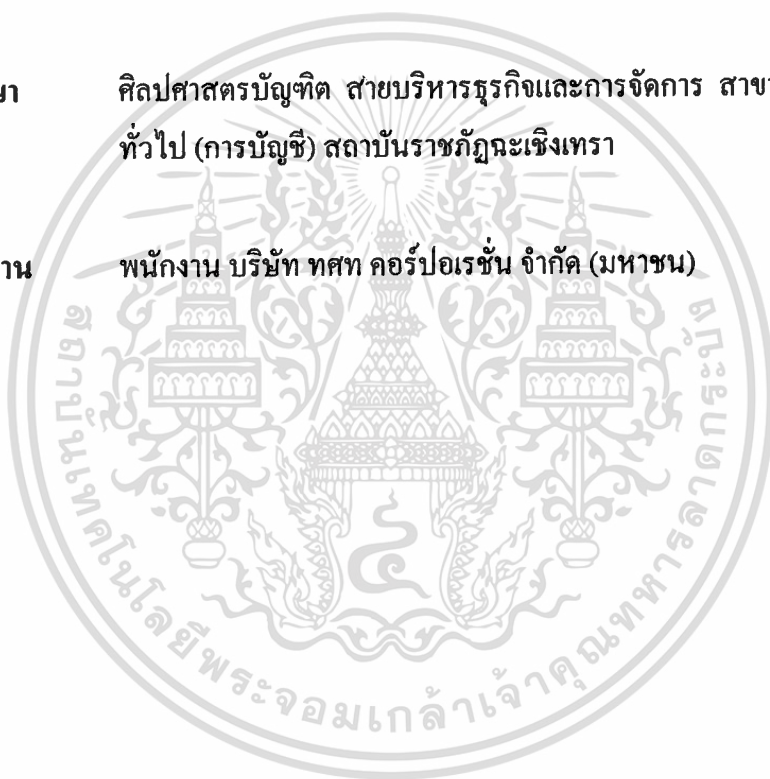 ศิลปศาสตรบัญฑิต สายบริหารธุรกิจและการจัดการ
ทั่วไป (การบัญชี) สถาบันราชภัฏฉะเชิงเทรา
พนักงาน บริษัท ทศท คอร์ปอเรชั่น จำกัด (มหาชน)
สถาบันเทคโนโลยีพระจอมเกล้าเจ้าคุณทหารลาดกระบัง